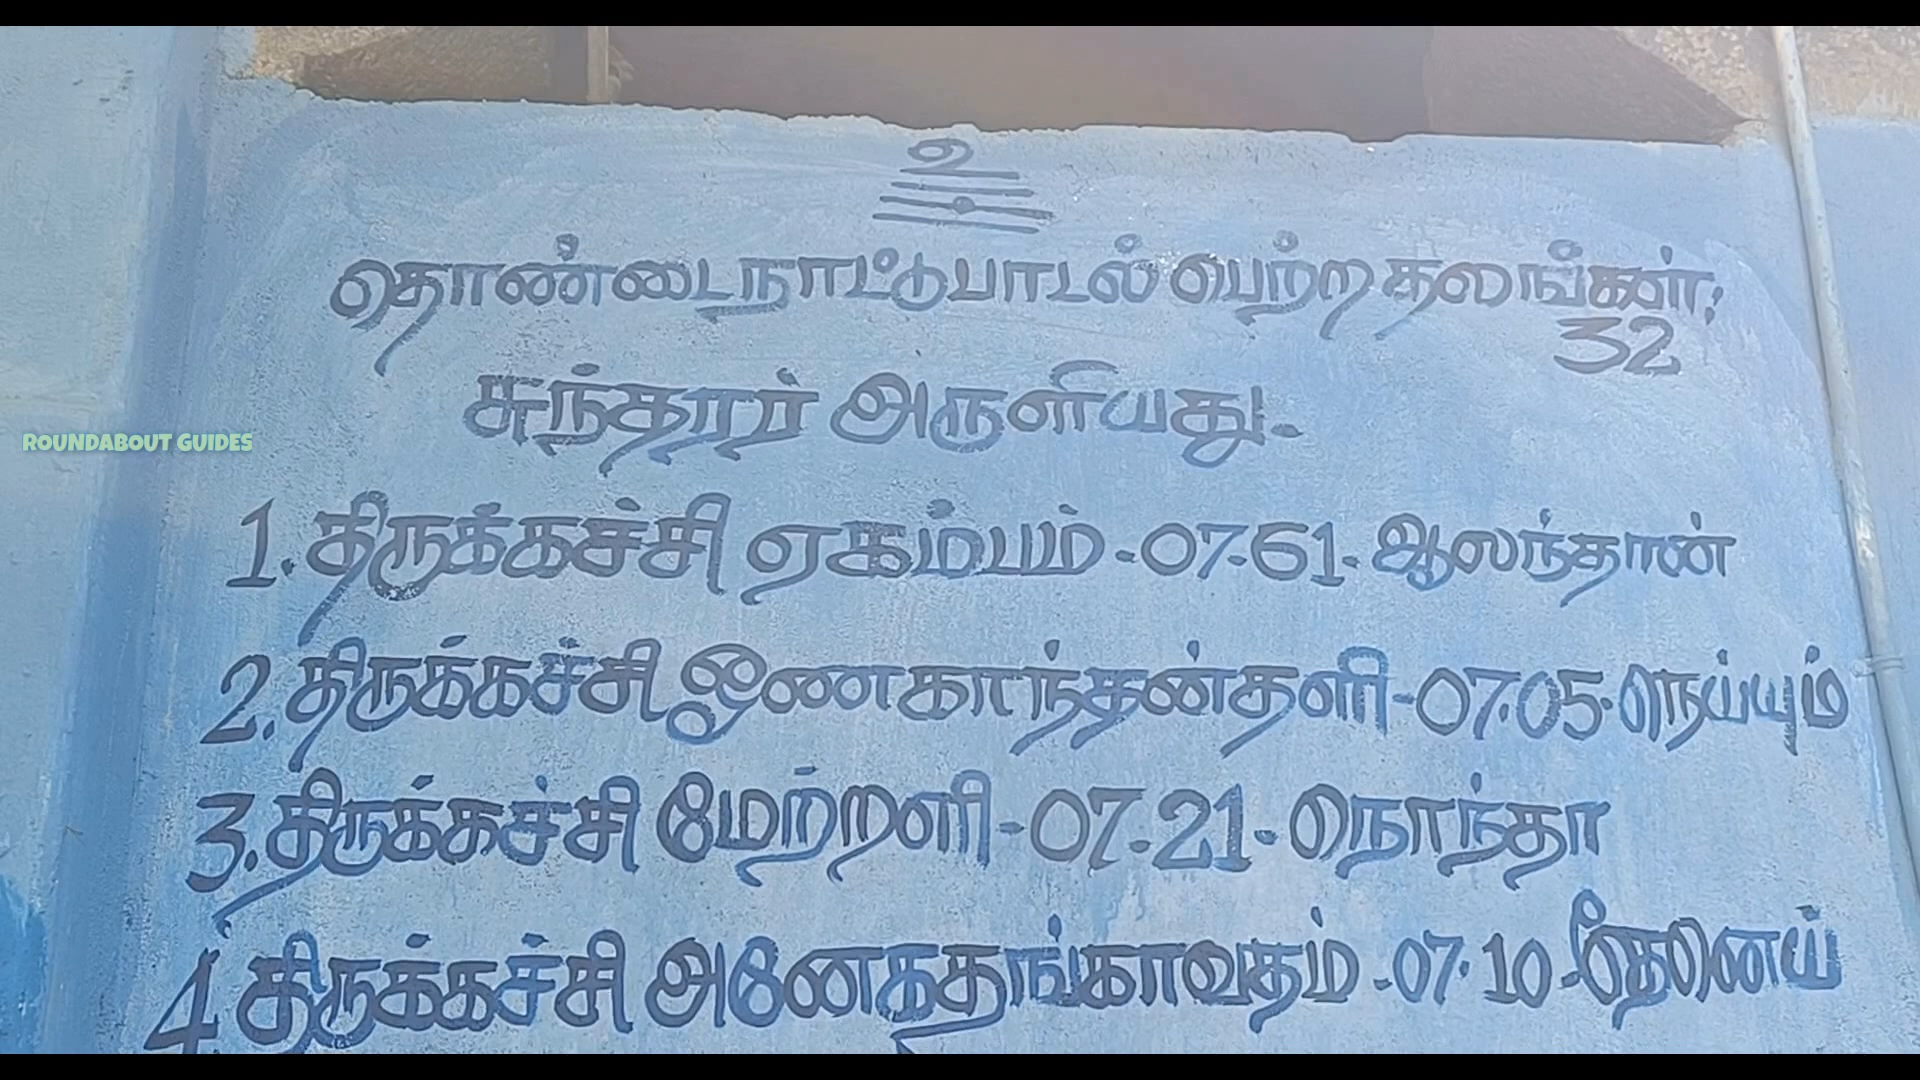 உ
தொண்டைநாட்டுபாடல் பெற்ற தலங்கள்:
32
சுந்தரர் அருளியது.
ROUNDABOUT GUIDES
1. திருக்கச்சி ஏகம்பம் - 07-61- ஆலந்தான்
2. திருக்கச்சி ஓணகாந்தன்தளி - 07.05- நெய்யும்
3. திருக்கச்சி மேற்றளி - 07-21- நொந்தா
4. திருக்கச்சி அனேகதங்காவதம் - 07.10 - தேனெய்